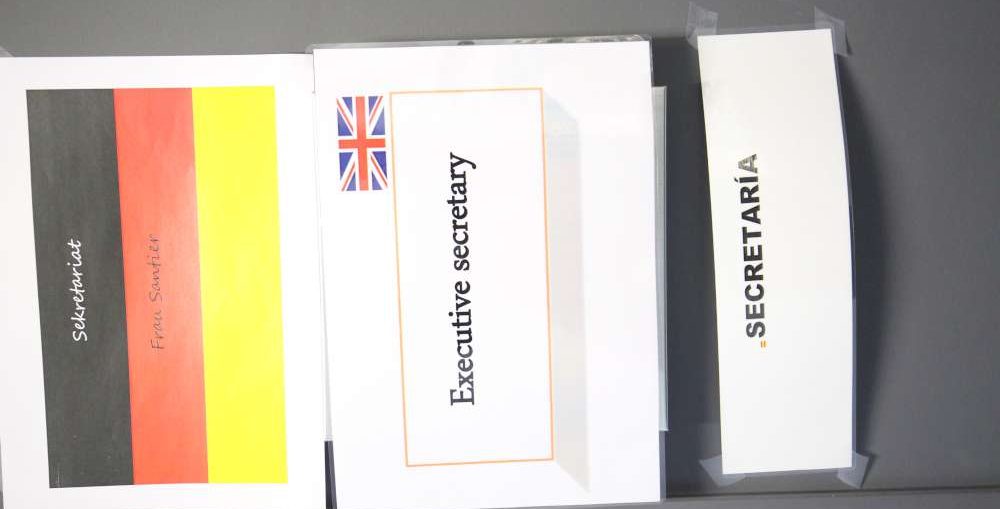 Sekretariat
Frau Santier
Executive secretary
SECRETARÍA